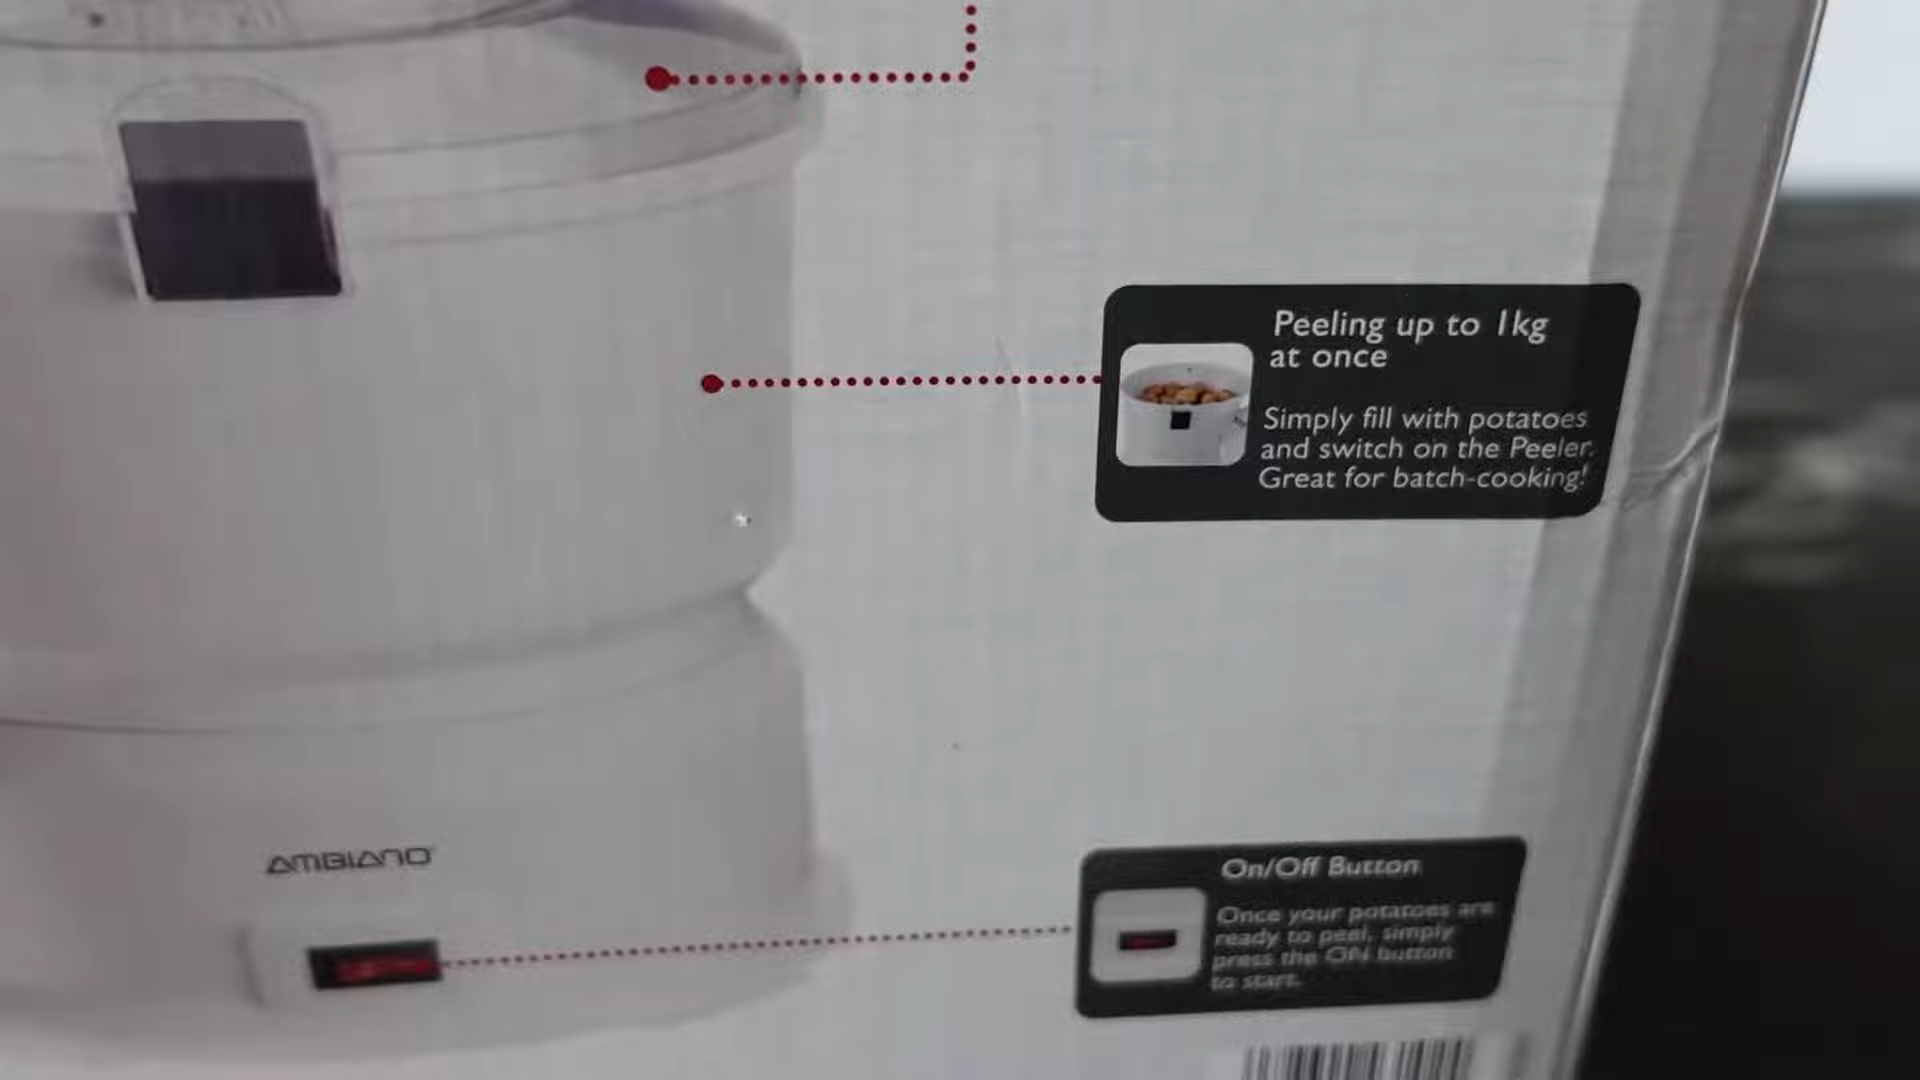 Peeling up to 1kg
at once
Simply fill with potatoes
and switch on the Peeler.
Great for batch-cooking!
AMBIANO
On/Off Button
Once your potatoes are
ready to peel, simply
press the ON button
to start.